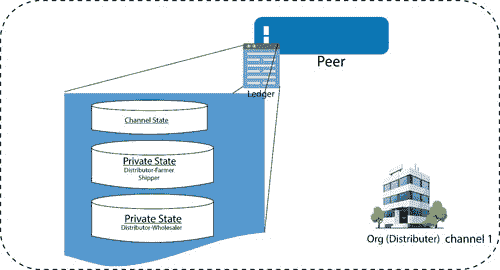 Peer
Ledger
Channel State
Private State
Distributor-Farmer
Shipper
Private State
Distributor-Wholesaler
Org (Distributer) channel 1